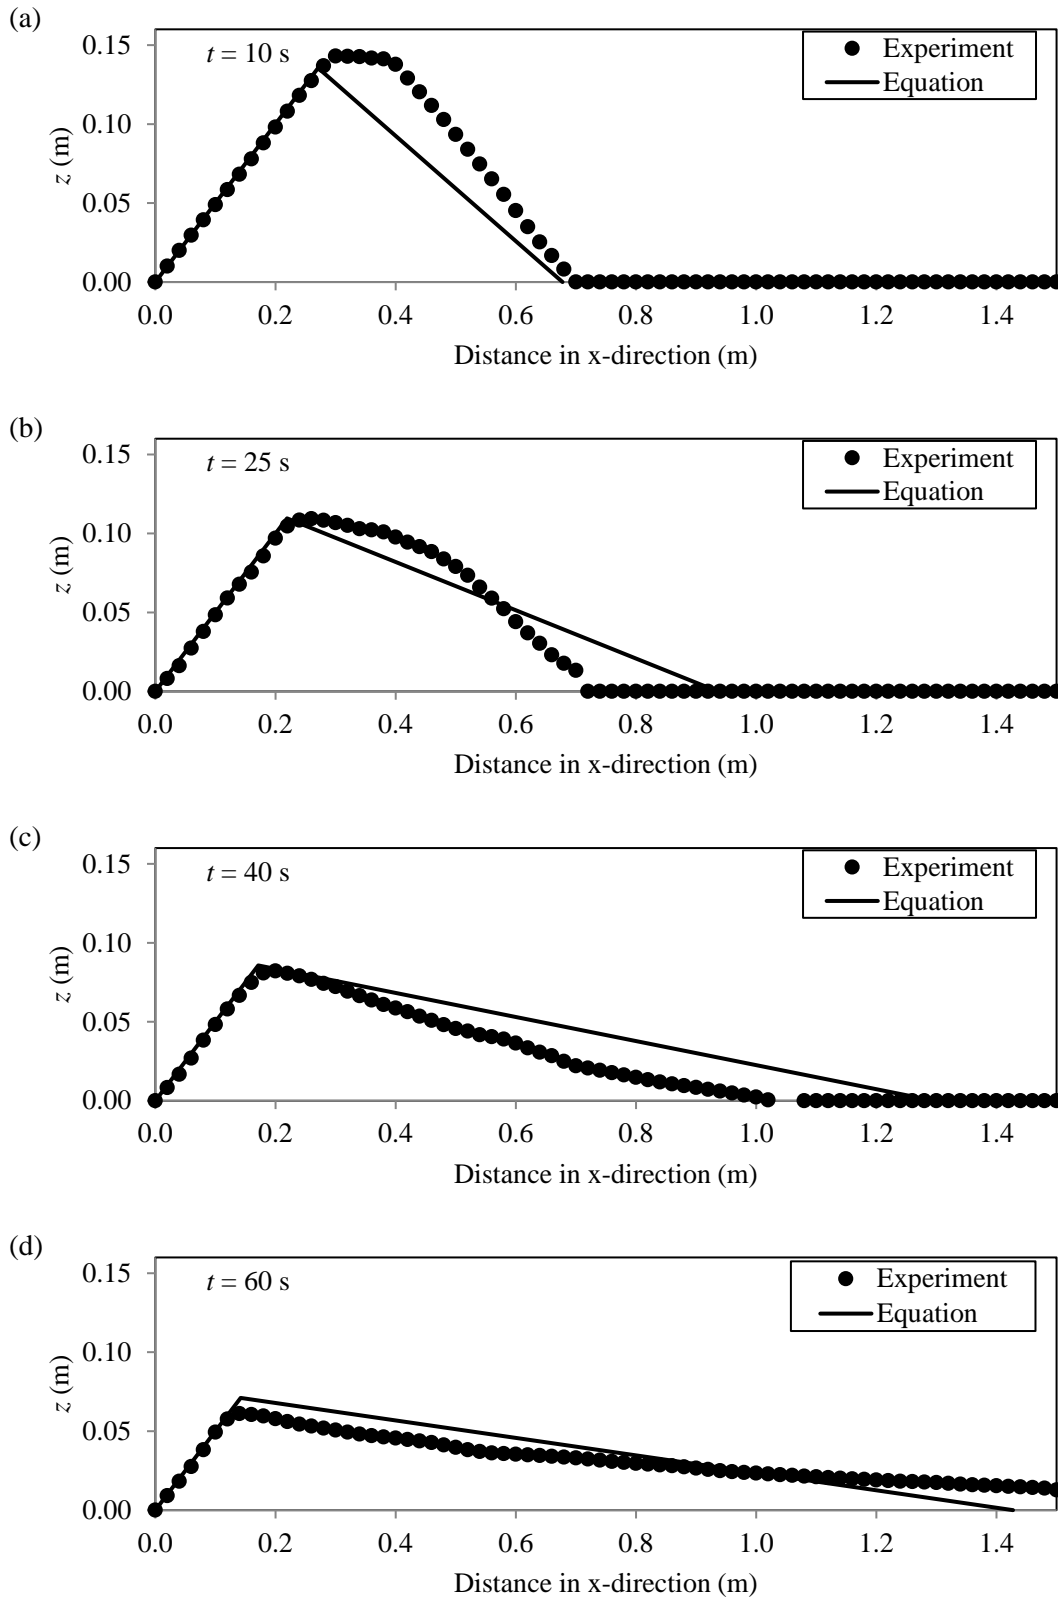 (a)
t = 10 s
Experiment
Equation
z (m)
0.15
0.10
0.05
0.00
0.0 0.2 0.4 0.6 0.8 1.0 1.2 1.4
Distance in x-direction (m)
(b)
t = 25 s
Experiment
Equation
z (m)
0.15
0.10
0.05
0.00
0.0 0.2 0.4 0.6 0.8 1.0 1.2 1.4
Distance in x-direction (m)
(c)
t = 40 s
Experiment
Equation
z (m)
0.15
0.10
0.05
0.00
0.0 0.2 0.4 0.6 0.8 1.0 1.2 1.4
Distance in x-direction (m)
(d)
t = 60 s
Experiment
Equation
z (m)
0.15
0.10
0.05
0.00
0.0 0.2 0.4 0.6 0.8 1.0 1.2 1.4
Distance in x-direction (m)